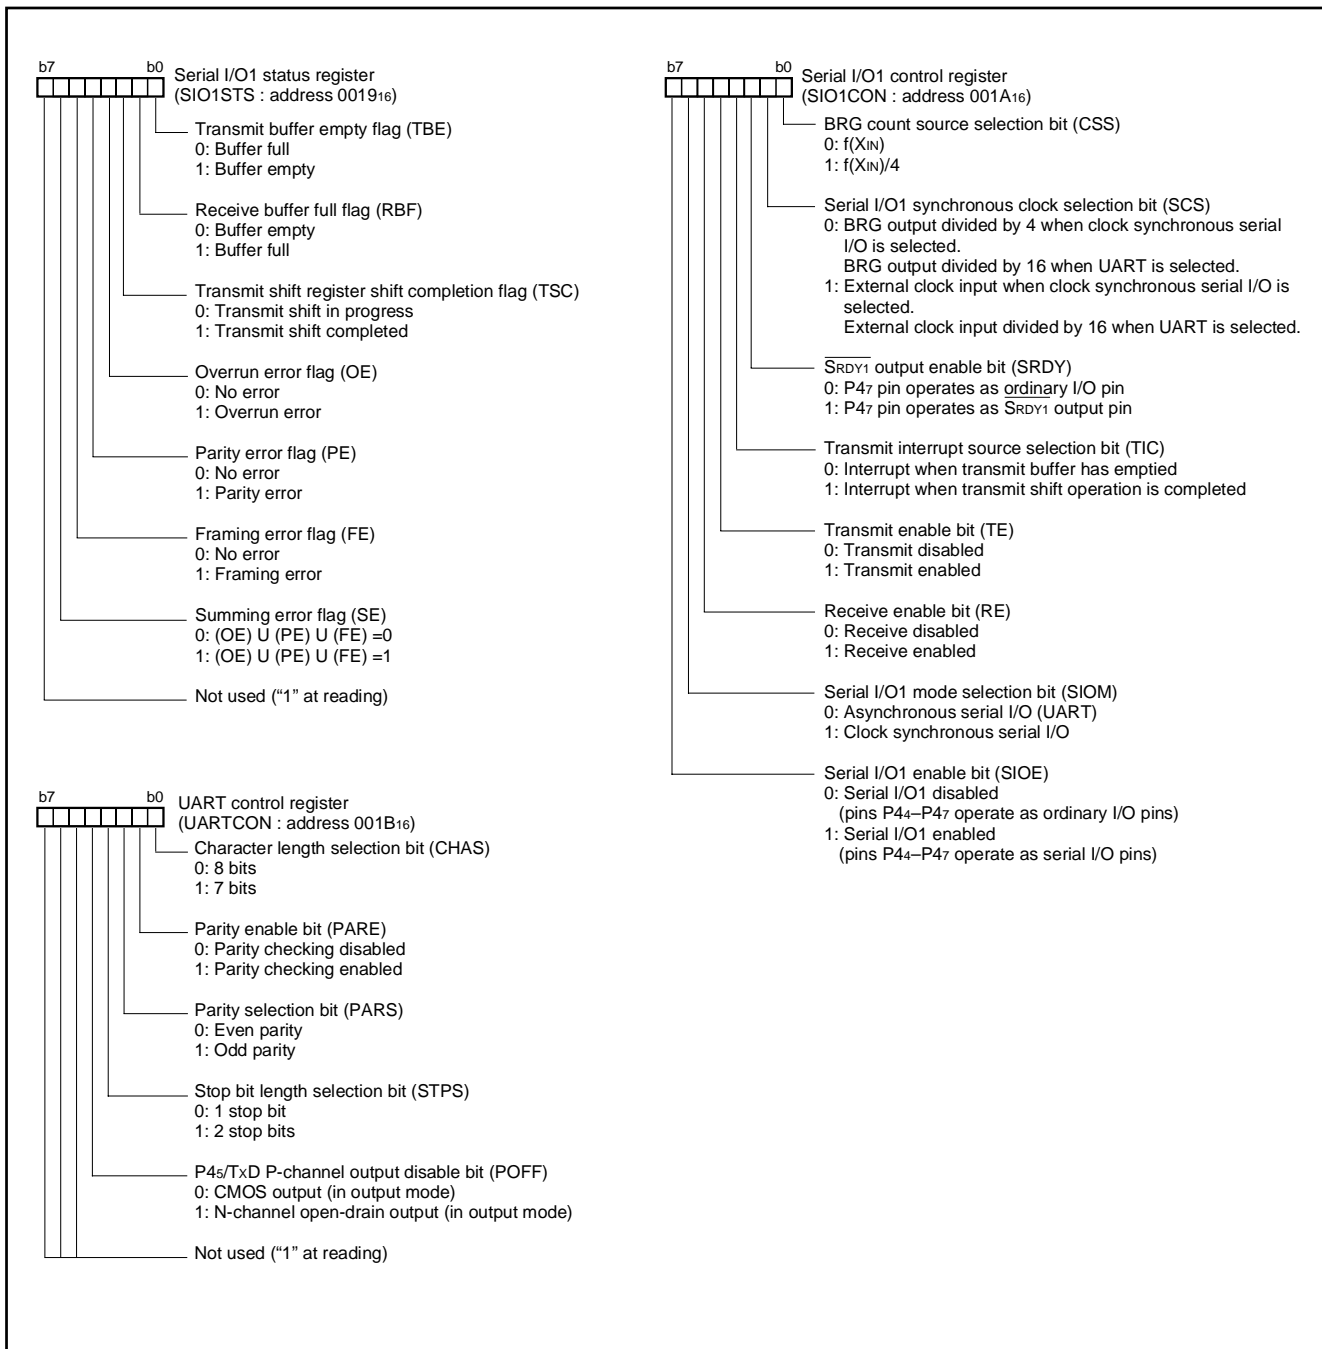 b7 b0 Serial I/O1 status register
(SIO1STS : address 001916)
Transmit buffer empty flag (TBE)
0: Buffer full
1: Buffer empty
Receive buffer full flag (RBF)
0: Buffer empty
1: Buffer full
Transmit shift register shift completion flag (TSC)
0: Transmit shift in progress
1: Transmit shift completed
Overrun error flag (OE)
0: No error
1: Overrun error
Parity error flag (PE)
0: No error
1: Parity error
Framing error flag (FE)
0: No error
1: Framing error
Summing error flag (SE)
0: (OE) U (PE) U (FE) =0
1: (OE) U (PE) U (FE) =1
Not used (“1” at reading)
b7 b0 UART control register
(UARTCON : address 001B16)
Character length selection bit (CHAS)
0: 8 bits
1: 7 bits
Parity enable bit (PARE)
0: Parity checking disabled
1: Parity checking enabled
Parity selection bit (PARS)
0: Even parity
1: Odd parity
Stop bit length selection bit (STPS)
0: 1 stop bit
1: 2 stop bits
P45/TxD P-channel output disable bit (POFF)
0: CMOS output (in output mode)
1: N-channel open-drain output (in output mode)
Not used (“1” at reading)
b7 b0 Serial I/O1 control register
(SIO1CON : address 001A16)
BRG count source selection bit (CSS)
0: f(XIN)
1: f(XIN)/4
Serial I/O1 synchronous clock selection bit (SCS)
0: BRG output divided by 4 when clock synchronous serial
I/O is selected.
BRG output divided by 16 when UART is selected.
1: External clock input when clock synchronous serial I/O is
selected.
External clock input divided by 16 when UART is selected.
SRDY1 output enable bit (SRDY)
0: P47 pin operates as ordinary I/O pin
1: P47 pin operates as SRDY1 output pin
Transmit interrupt source selection bit (TIC)
0: Interrupt when transmit buffer has emptied
1: Interrupt when transmit shift operation is completed
Transmit enable bit (TE)
0: Transmit disabled
1: Transmit enabled
Receive enable bit (RE)
0: Receive disabled
1: Receive enabled
Serial I/O1 mode selection bit (SIOM)
0: Asynchronous serial I/O (UART)
1: Clock synchronous serial I/O
Serial I/O1 enable bit (SIOE)
0: Serial I/O1 disabled
(pins P44–P47 operate as ordinary I/O pins)
1: Serial I/O1 enabled
(pins P44–P47 operate as serial I/O pins)